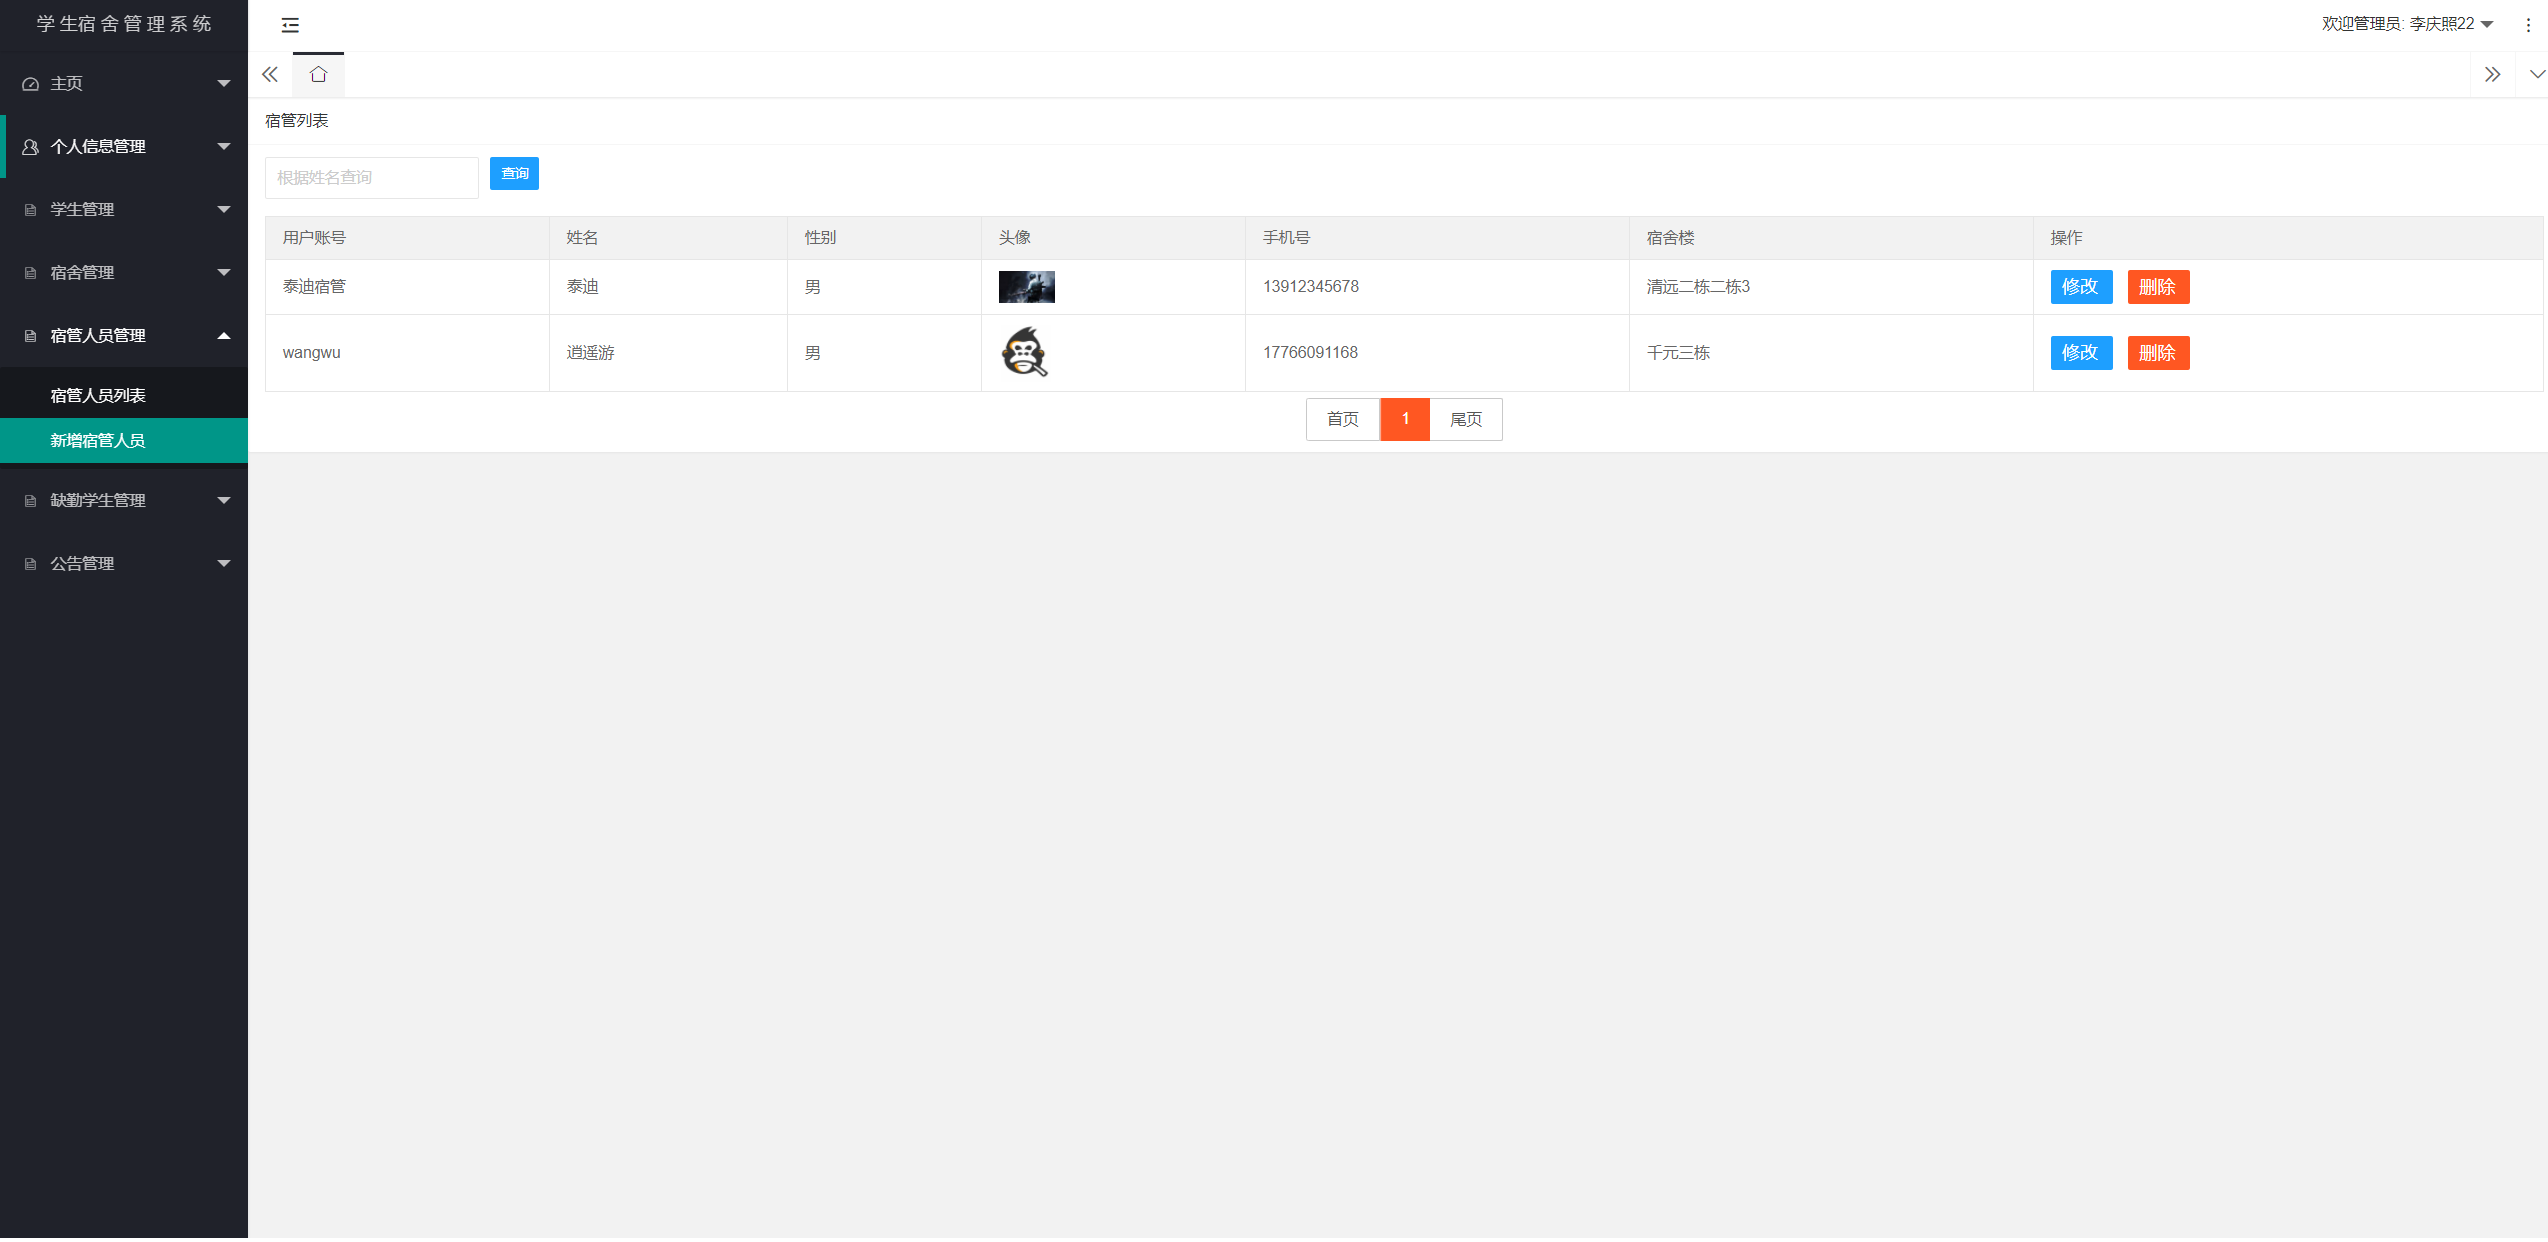 学生宿舍管理系统
欢迎管理员: 李庆照22
主页
个人信息管理
学生管理
宿舍管理
宿管人员管理
宿管人员列表
新增宿管人员
缺勤学生管理
公告管理
宿管列表
根据姓名查询 查询
用户账号 姓名 性别 头像 手机号 宿舍楼 操作
泰迪宿管 泰迪 男 13912345678 清远二栋二栋3 修改 删除
wangwu 逍遥游 男 17766091168 千元三栋 修改 删除
首页 1 尾页